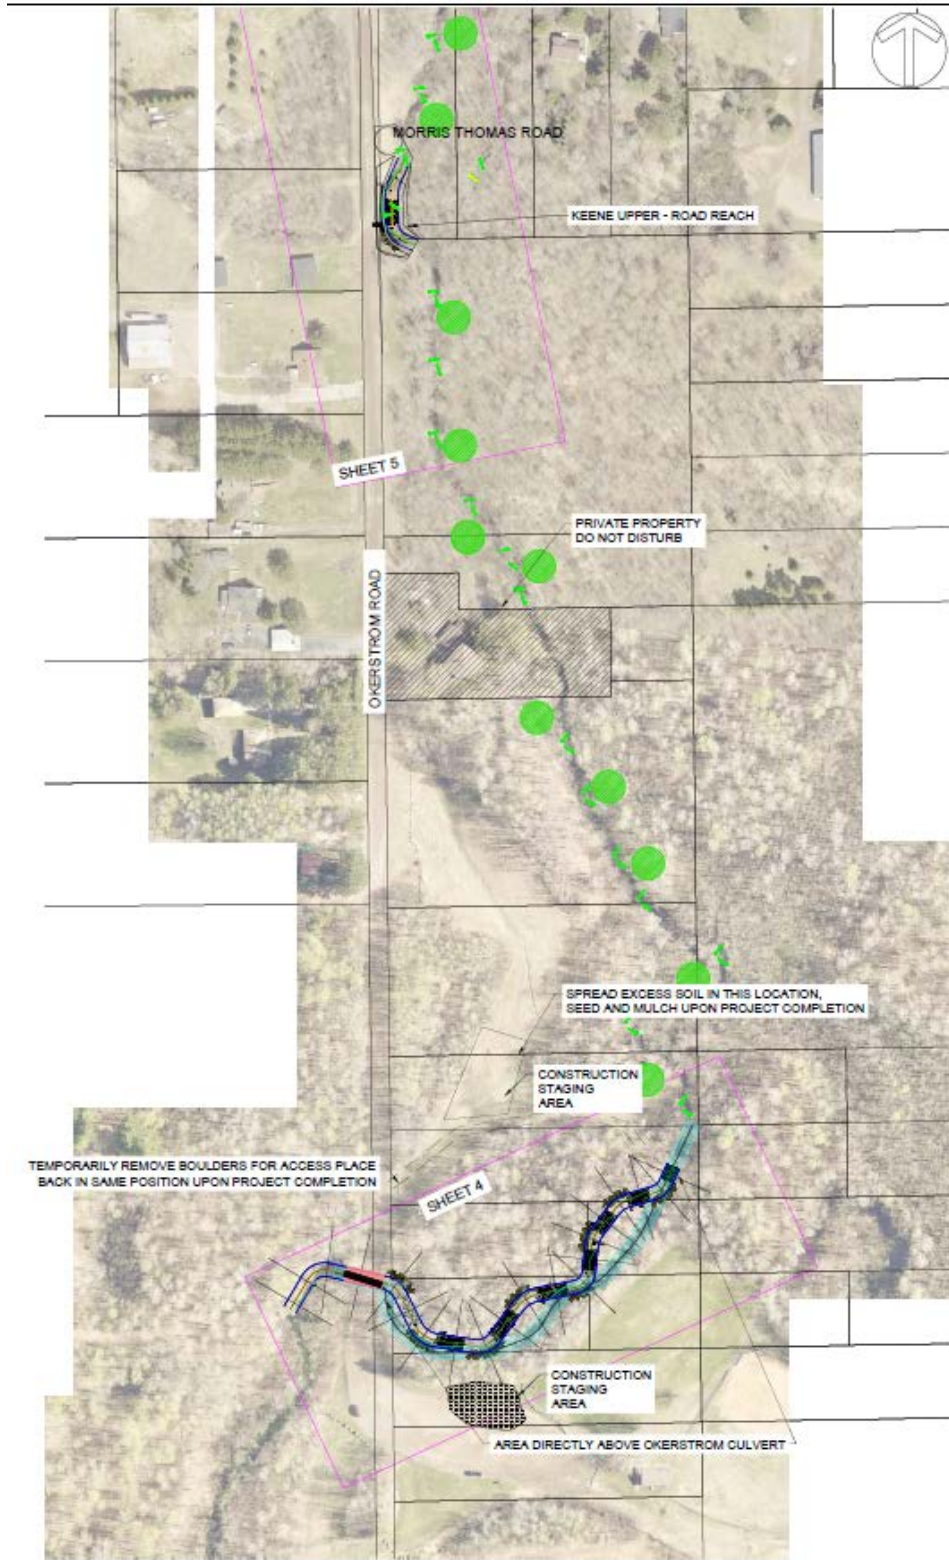 MORRIS THOMAS ROAD
KEENE UPPER - ROAD REACH
SHEET 5
PRIVATE PROPERTY
DO NOT DISTURB
OKERSTROM ROAD
SPREAD EXCESS SOIL IN THIS LOCATION,
SEED AND MULCH UPON PROJECT COMPLETION
CONSTRUCTION
STAGING
AREA
TEMPORARILY REMOVE BOULDERS FOR ACCESS PLACE
BACK IN SAME POSITION UPON PROJECT COMPLETION
SHEET 4
CONSTRUCTION
STAGING
AREA
AREA DIRECTLY ABOVE OKERSTROM CULVERT